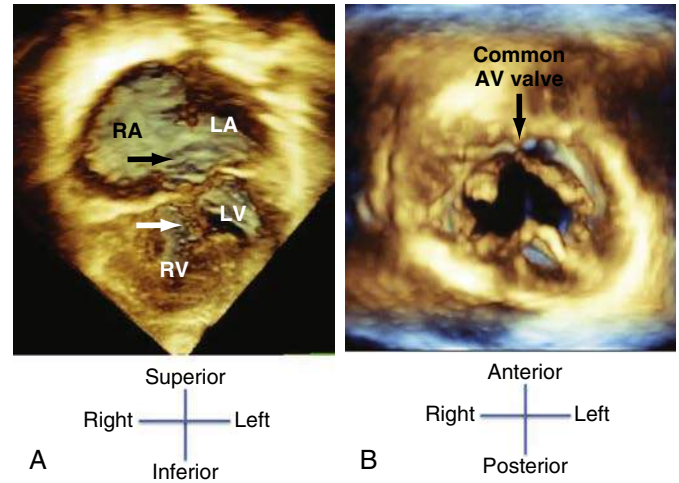 RA
LA
LV
RV
Superior
Right
Left
Inferior
A
Common
AV valve
Anterior
Right
Left
Posterior
B